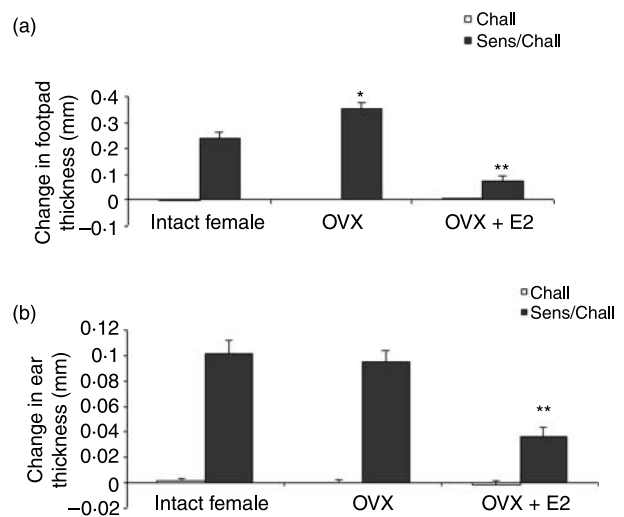 (a)
Chall
Sens/Chall
Change in footpad
thickness (mm)
0·4
0·3
0·2
0·1
0
–0·1
*
**
Intact female OVX OVX + E2
(b)
Chall
Sens/Chall
Change in ear
thickness (mm)
0·12
0·1
0·08
0·06
0·04
0·02
0
–0·02
**
Intact female OVX OVX + E2